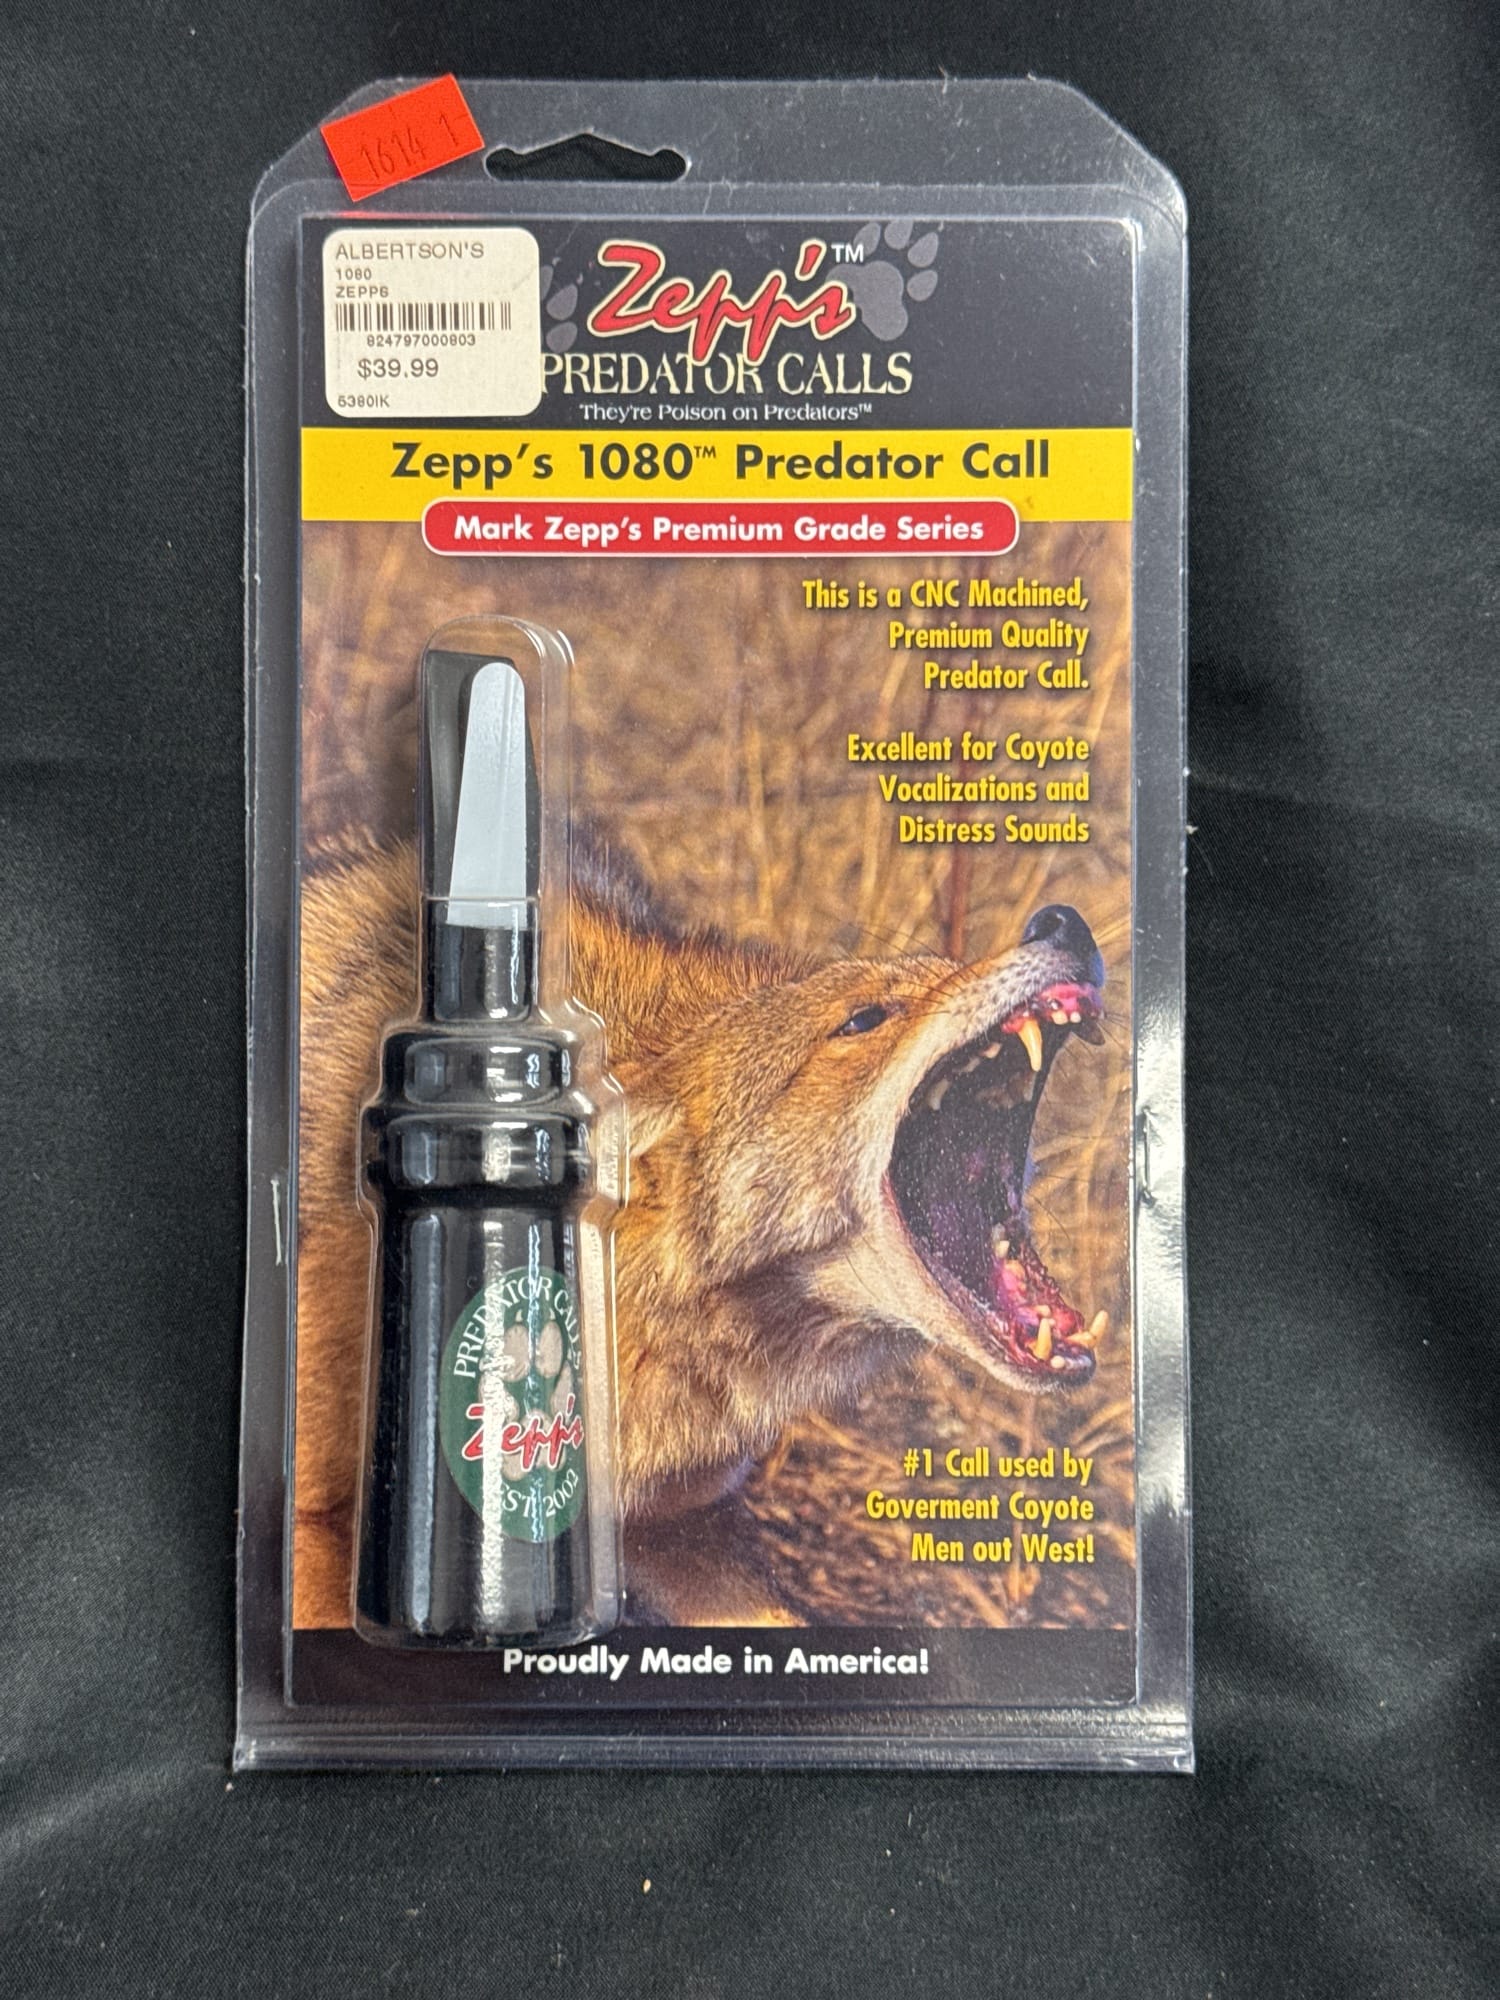 1614 1
ALBERTSON'S
1080
ZEPP6
824797000803
$39.99
5380IK
Zepp's™
PREDATOR CALLS
They're Poison on Predators™
Zepp's 1080™ Predator Call
Mark Zepp's Premium Grade Series
This is a CNC Machined,
Premium Quality
Predator Call.
Excellent for Coyote
Vocalizations and
Distress Sounds
PREDATOR CALLS
Zepp's
EST. 2002
#1 Call used by
Goverment Coyote
Men out West!
Proudly Made in America!